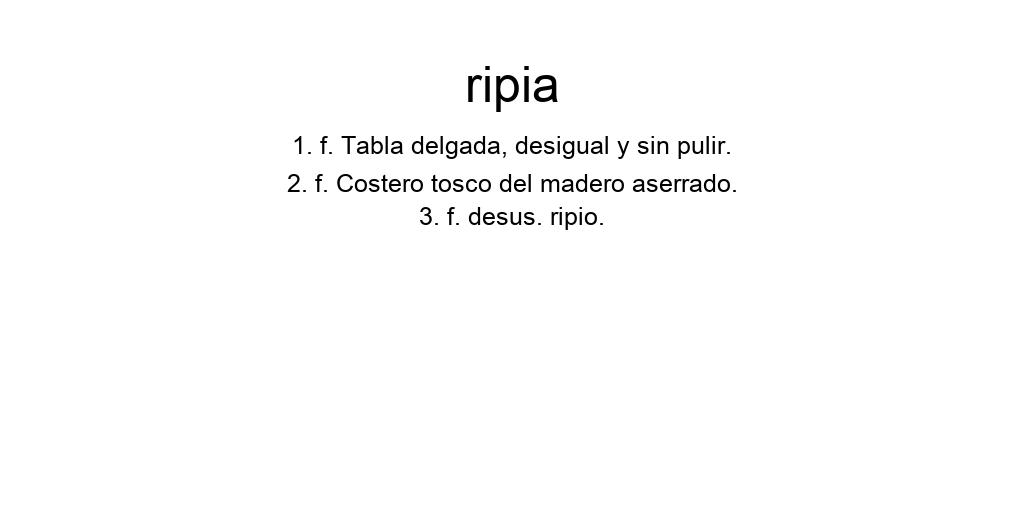 ripia
1. f. Tabla delgada, desigual y sin pulir.
2. f. Costero tosco del madero aserrado.
3. f. desus. ripio.